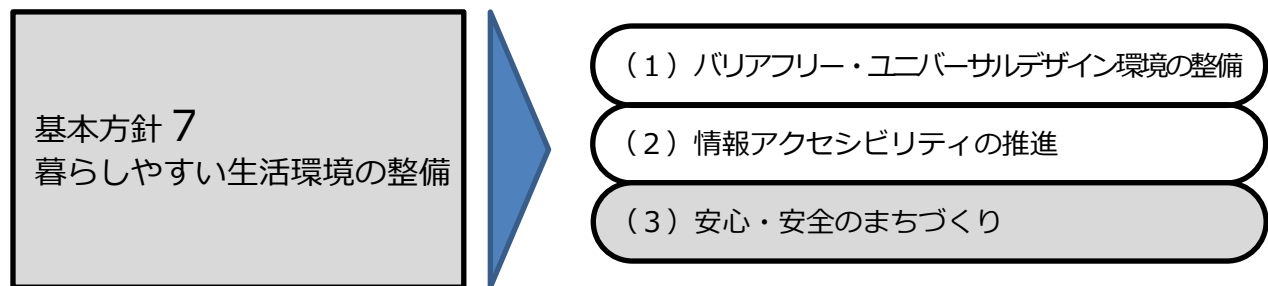 基本方針 7
暮らしやすい生活環境の整備
（１）バリアフリー・ユニバーサルデザイン環境の整備
（２）情報アクセシビリティの推進
（３）安心・安全のまちづくり